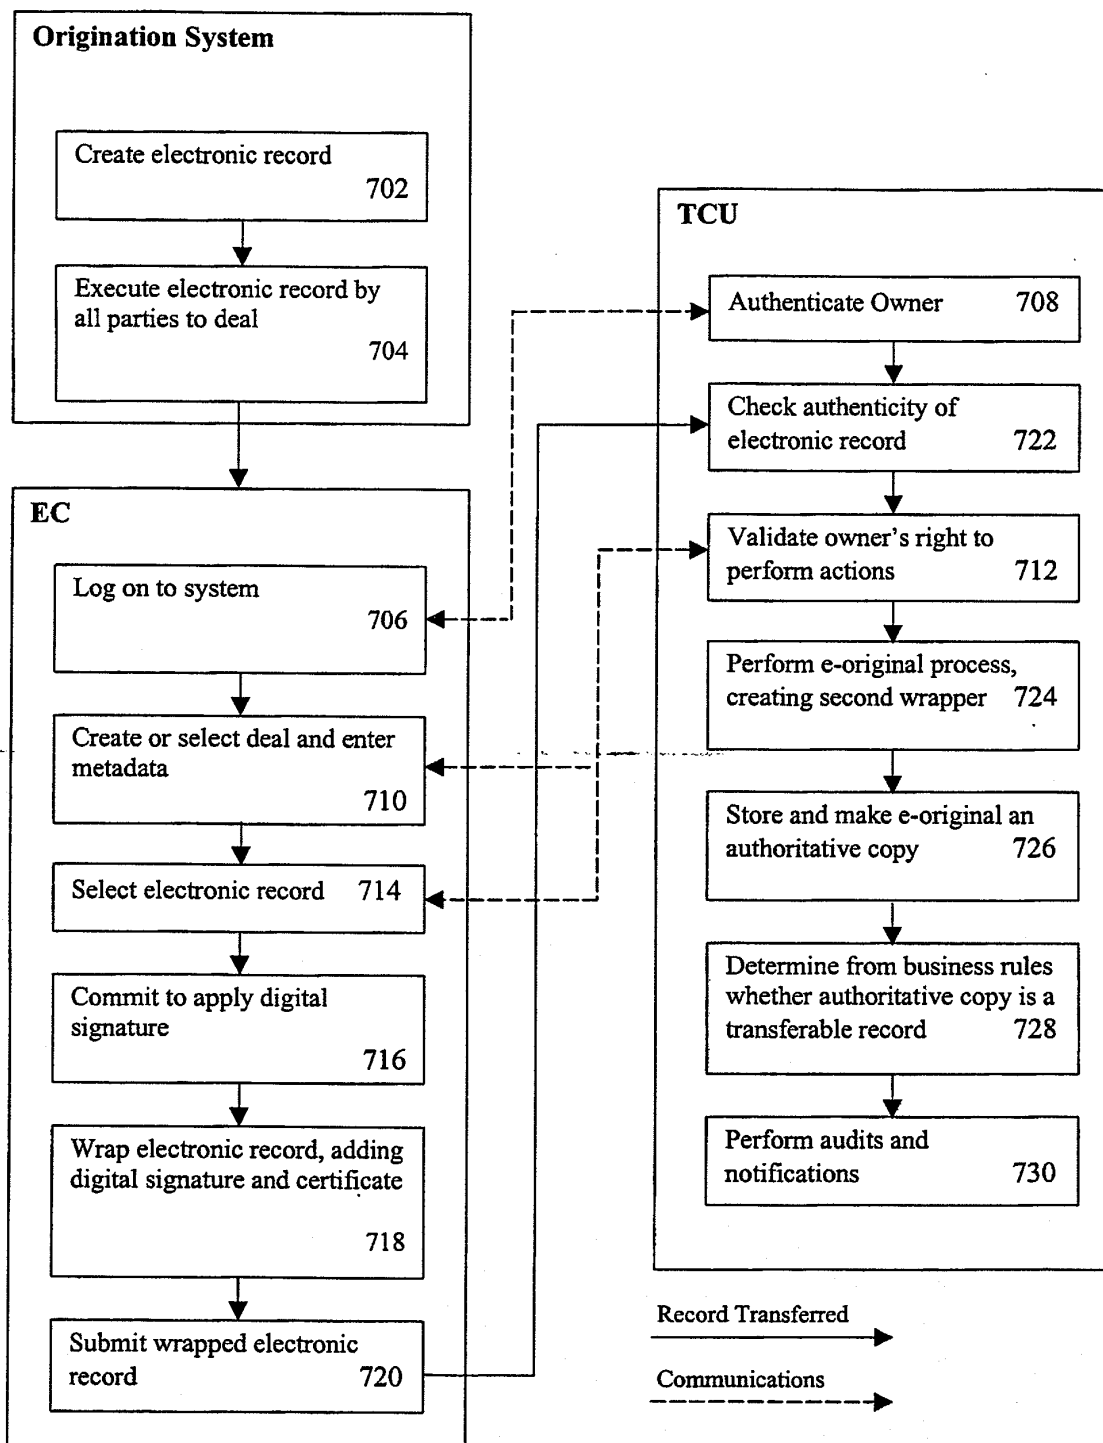 Origination System
Create electronic record
702
Execute electronic record by
all parties to deal
704
EC
Log on to system
706
Create or select deal and enter
metadata
710
Select electronic record 714
Commit to apply digital
signature
716
Wrap electronic record, adding
digital signature and certificate
718
Submit wrapped electronic
record 720
TCU
Authenticate Owner 708
Check authenticity of
electronic record 722
Validate owner's right to
perform actions 712
Perform e-original process,
creating second wrapper 724
Store and make e-original an
authoritative copy 726
Determine from business rules
whether authoritative copy is a
transferable record 728
Perform audits and
notifications 730
Record Transferred
Communications